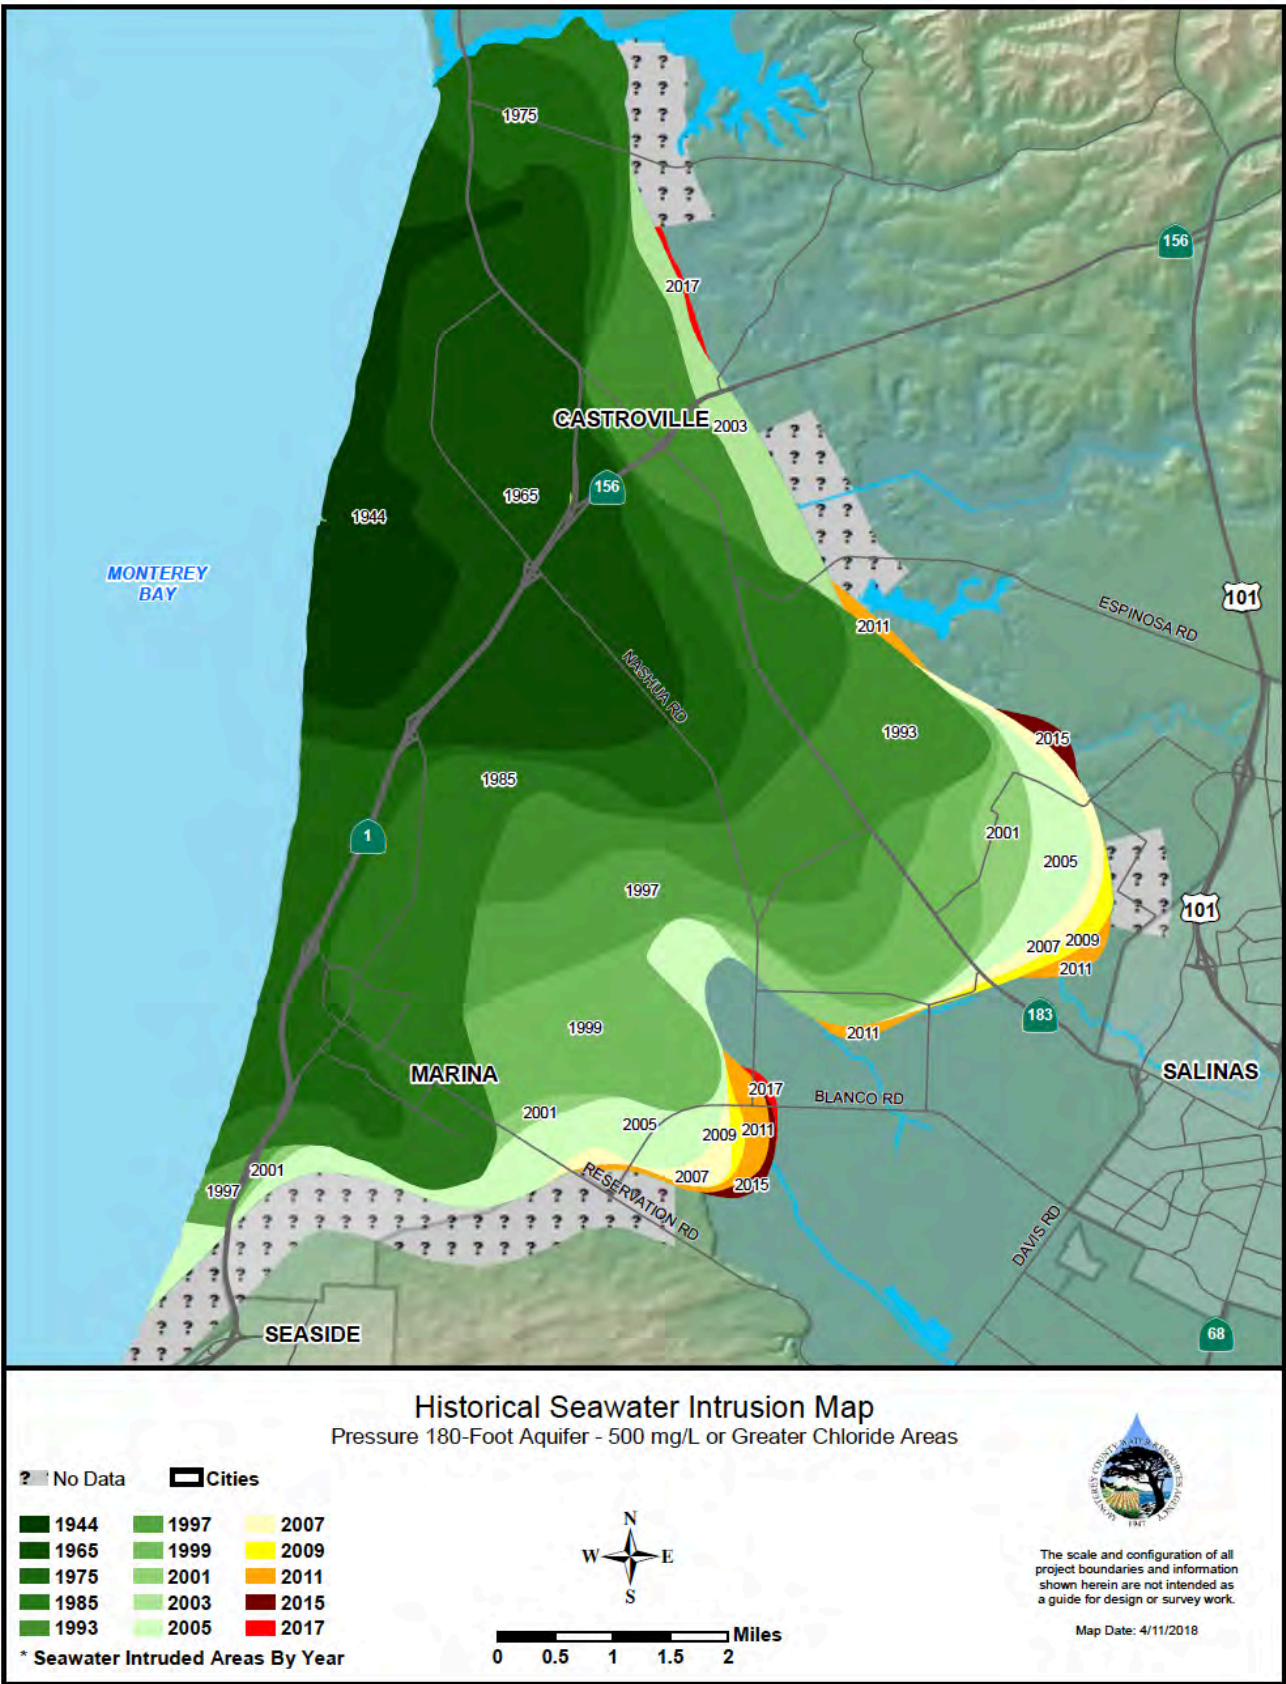 1975
156
2017
CASTROVILLE
2003
1965
156
1944
MONTEREY
BAY
101
ESPINOSA RD
2011
NASHUA RD
1993
2015
1985
1
2001
2005
1997
101
2007
2009
2011
1999
2011
183
MARINA
SALINAS
2017
BLANCO RD
2001
2005
2009
2011
2001
1997
2007
2015
RESERVATION RD
DAVIS RD
SEASIDE
68
Historical Seawater Intrusion Map
Pressure 180-Foot Aquifer - 500 mg/L or Greater Chloride Areas
? No Data
Cities
1944 1997 2007
1965 1999 2009
1975 2001 2011
1985 2003 2015
1993 2005 2017
* Seawater Intruded Areas By Year
N
W E
S
Miles
0 0.5 1 1.5 2
MONTEREY COUNTY WATER RESOURCES AGENCY
1947
The scale and configuration of all
project boundaries and information
shown herein are not intended as
a guide for design or survey work.
Map Date: 4/11/2018